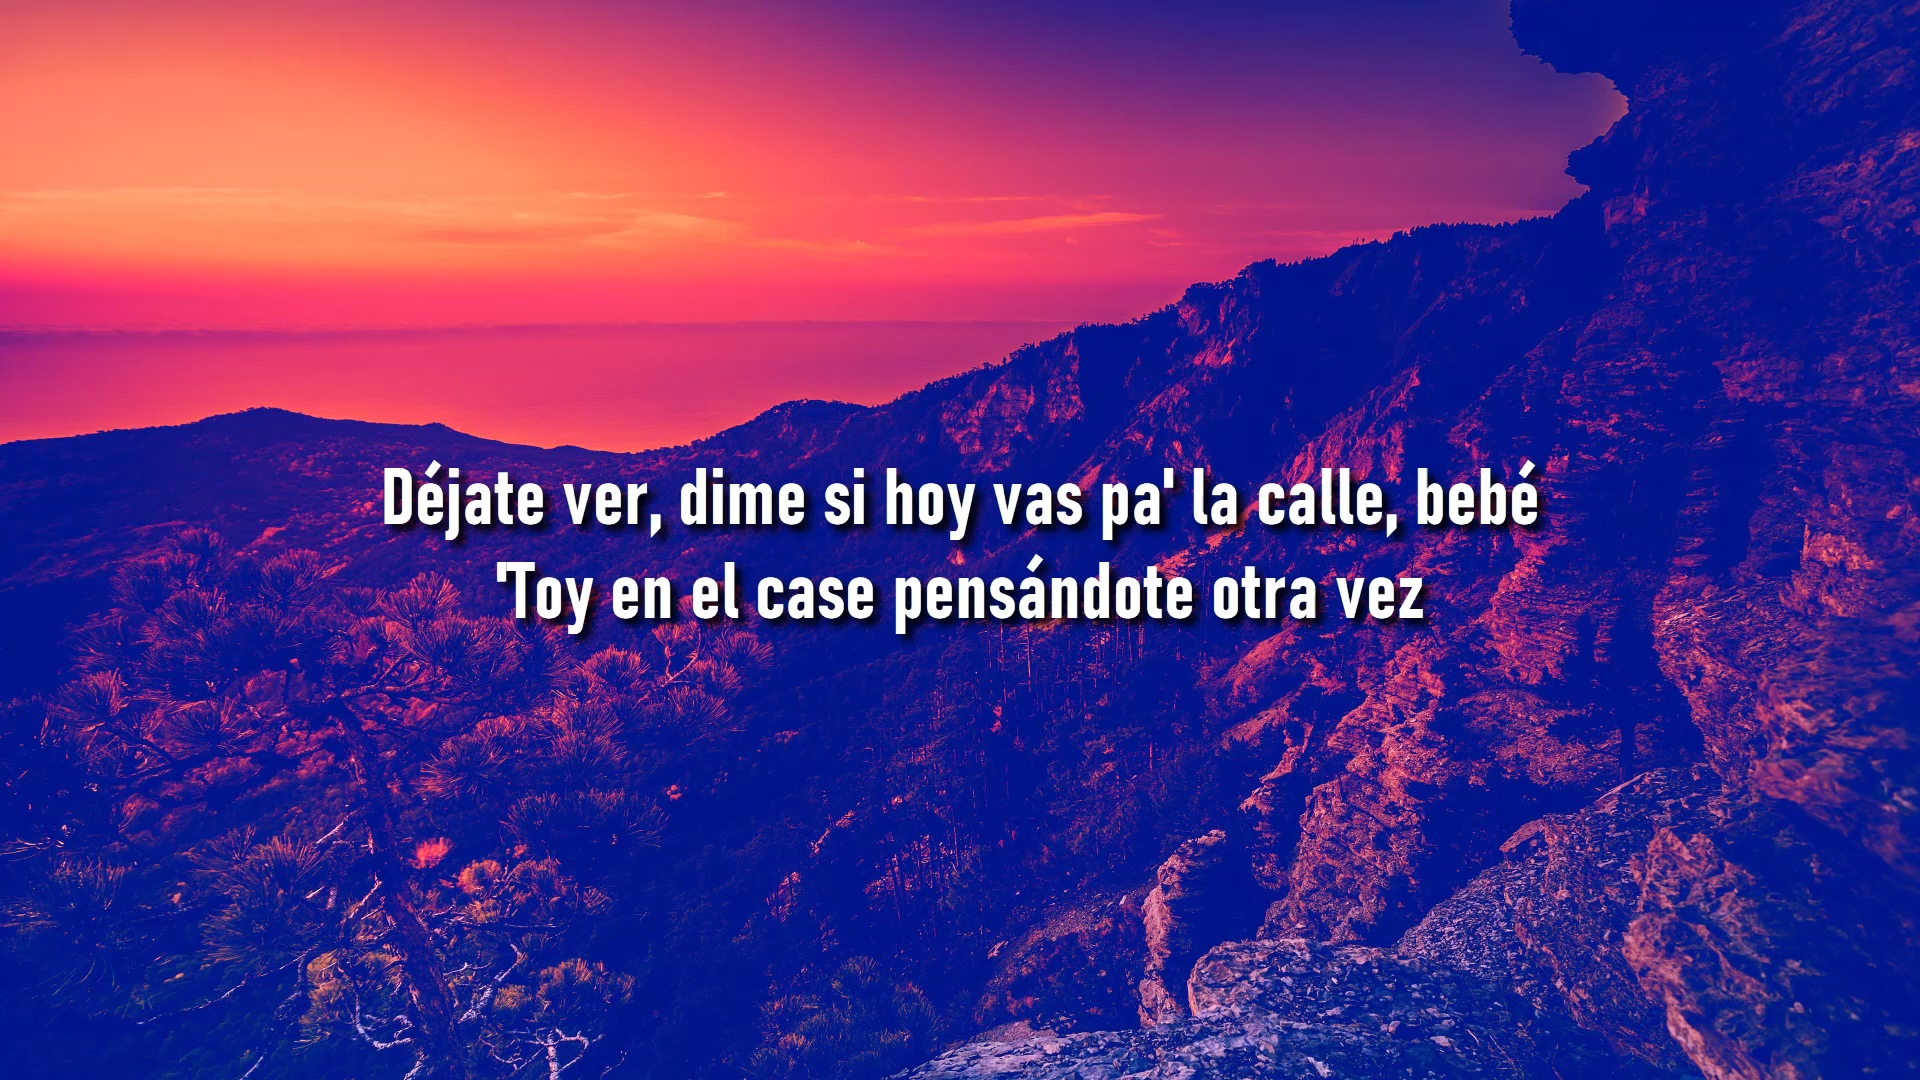 Déjate ver, dime si hoy vas pa' la calle, bebé
'Toy en el case pensándote otra vez